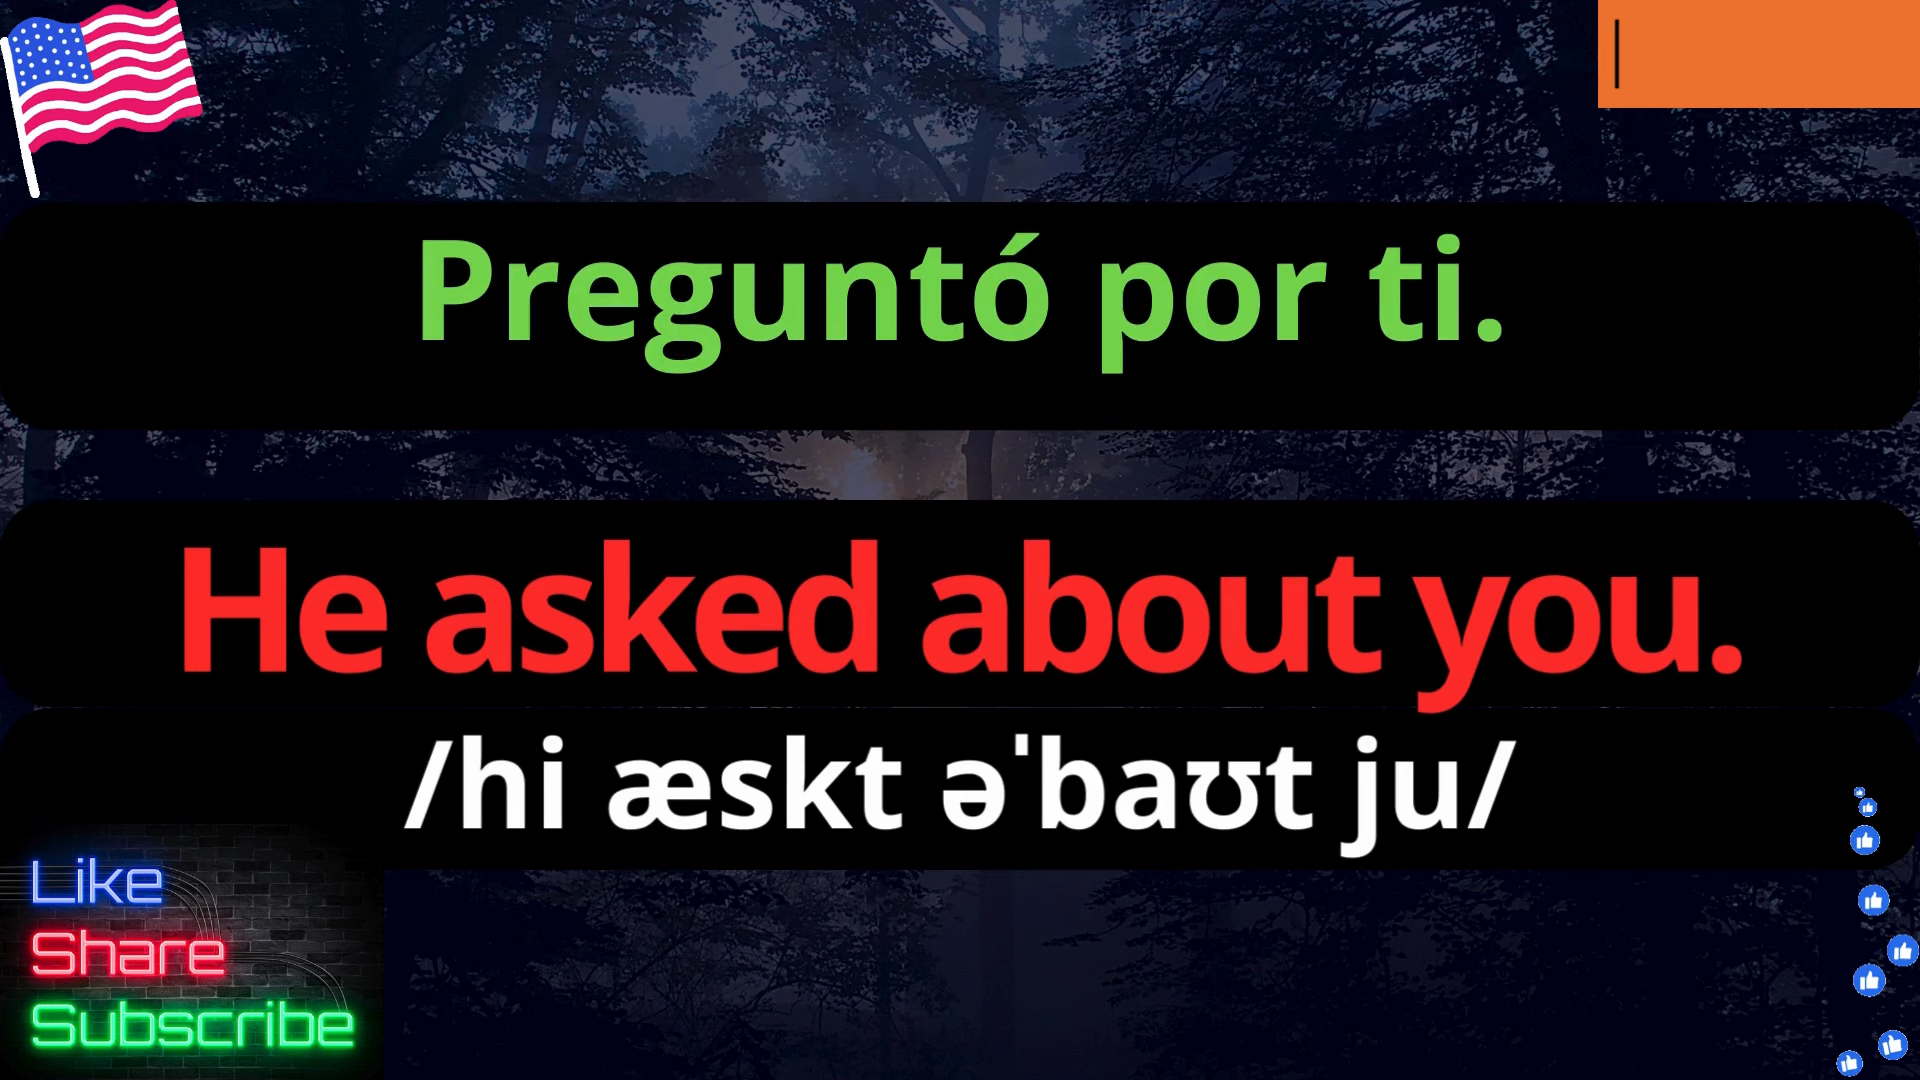 Preguntó por ti.
He asked about you.
/hi æskt əˈbaʊt ju/
Like
Share
Subscribe